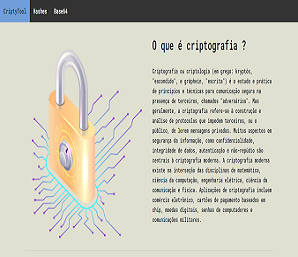 CriptyTool Hashes Base64
O que é criptografia ?
Criptografia ou criptologia (em grego: kryptós,
"escondido", e graphein, "escrita") é o estudo e prática
de princípios e técnicas para comunicação segura na
presença de terceiros, chamados "adversários". Mas
geralmente, a criptografia refere-se à construção e
análise de protocolos que impedem terceiros, ou o
público, de lerem mensagens privadas. Muitos aspectos em
segurança da informação, como confidencialidade,
integridade de dados, autenticação e não-repúdio são
centrais à criptografia moderna. A criptografia moderna
existe na interseção das disciplinas de matemática,
ciência da computação, engenharia elétrica, ciência da
comunicação e física. Aplicações de criptografia incluem
comércio eletrônico, cartões de pagamento baseados em
chip, moedas digitais, senhas de computadores e
comunicações militares.